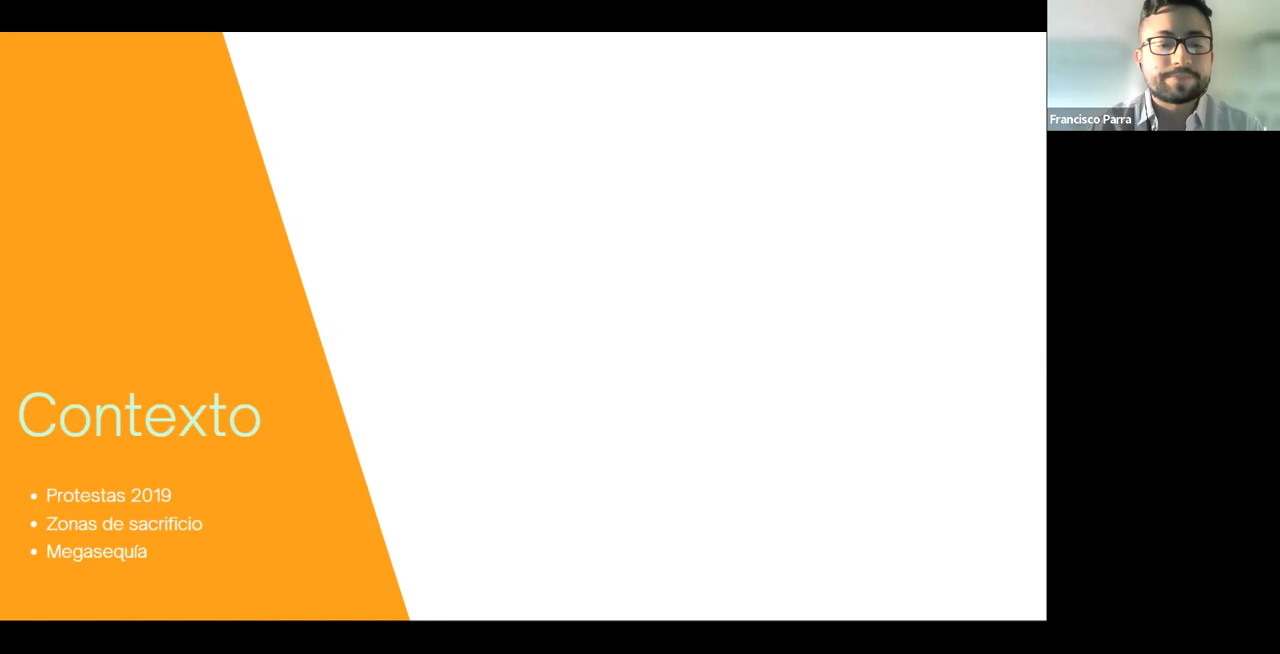 Francisco Parra
Contexto
• Protestas 2019
• Zonas de sacrificio
• Megasequía